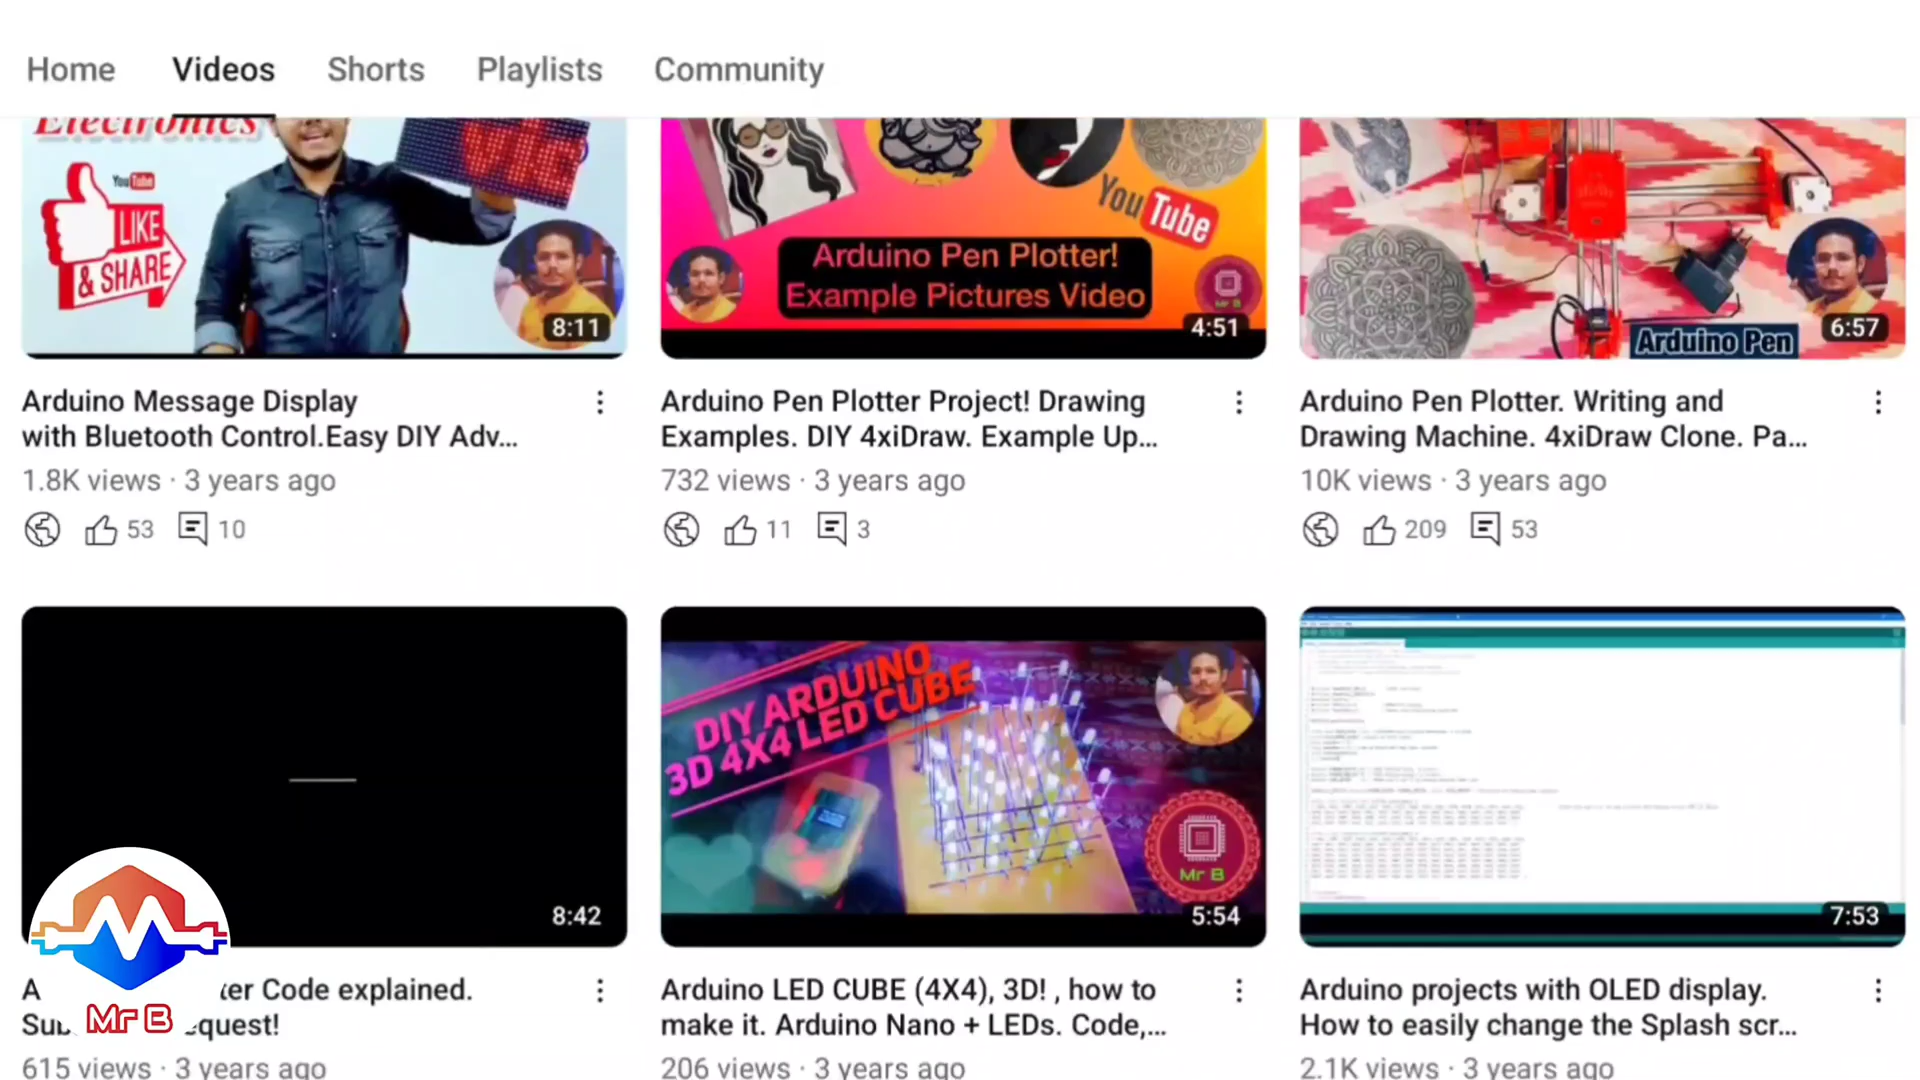 Home Videos Shorts Playlists Community
Electronics
YouTube
LIKE
& SHARE
8:11
YouTube
Arduino Pen Plotter!
Example Pictures Video
Mr B
4:51
Arduino Pen
6:57
Arduino Message Display
with Bluetooth Control.Easy DIY Adv...
1.8K views · 3 years ago
53 10
Arduino Pen Plotter Project! Drawing
Examples. DIY 4xiDraw. Example Up...
732 views · 3 years ago
11 3
Arduino Pen Plotter. Writing and
Drawing Machine. 4xiDraw Clone. Pa...
10K views · 3 years ago
209 53
8:42
DIY ARDUINO
3D 4X4 LED CUBE
Mr B
5:54
7:53
A ter Code explained.
Sub equest!
615 views · 3 years ago
Mr B
Arduino LED CUBE (4X4), 3D! , how to
make it. Arduino Nano + LEDs. Code,...
206 views · 3 years ago
Arduino projects with OLED display.
How to easily change the Splash scr...
2.1K views · 3 years ago